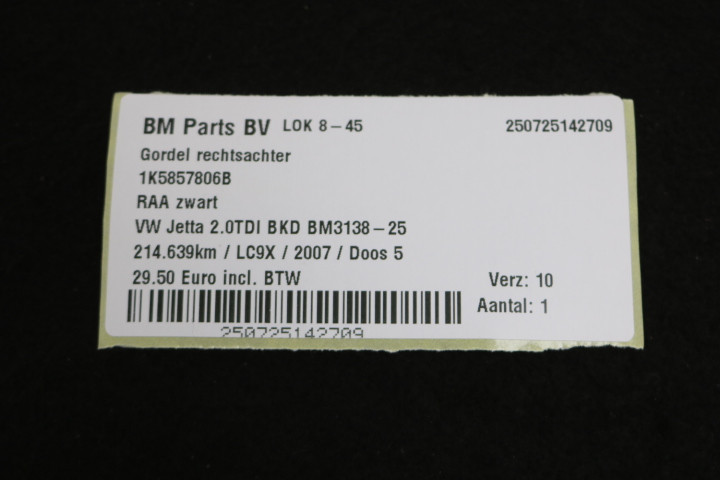 BM Parts BV LOK 8-45 250725142709
Gordel rechtsachter
1K5857806B
RAA zwart
VW Jetta 2.0TDI BKD BM3138-25
214.639km / LC9X / 2007 / Doos 5
29.50 Euro incl. BTW Verz: 10
Aantal: 1
250725142709